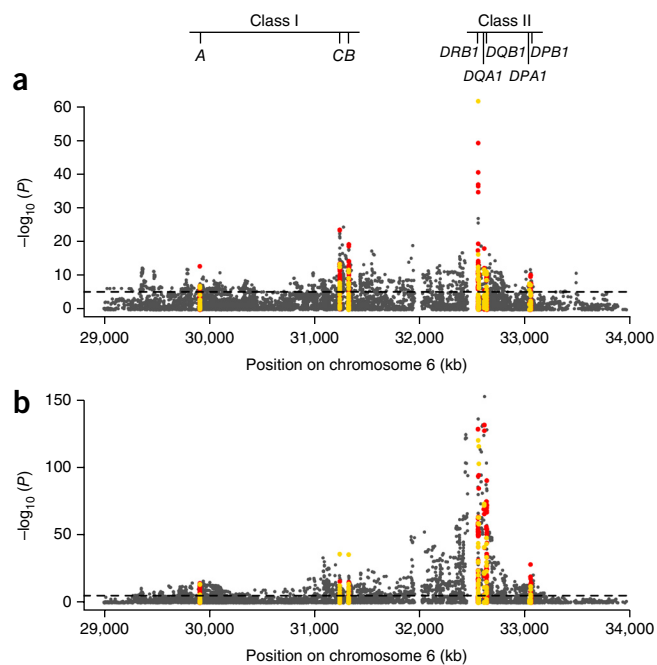 Class I Class II
A CB DRB1 DQB1 DPB1
DQA1 DPA1
a
60
50
40
30
20
10
0
–log10 (P)
29,000 30,000 31,000 32,000 33,000 34,000
Position on chromosome 6 (kb)
b
150
100
50
0
–log10 (P)
29,000 30,000 31,000 32,000 33,000 34,000
Position on chromosome 6 (kb)